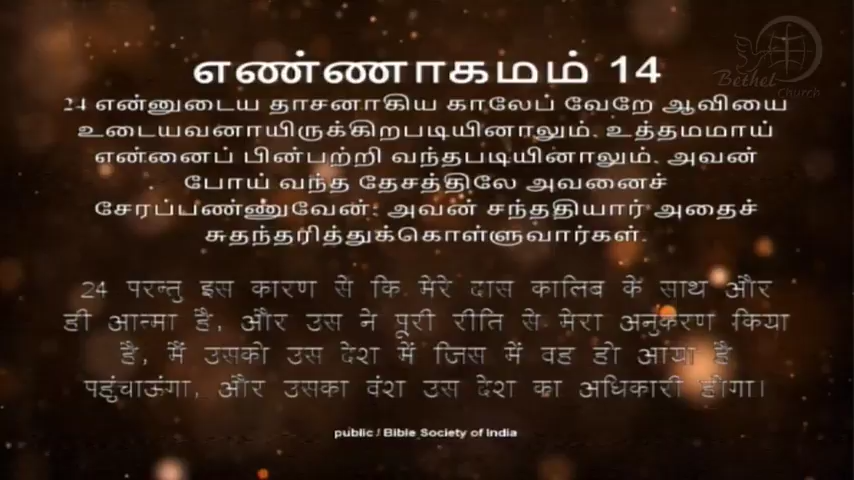 Bethel
Church
எண்ணாகமம் 14
24 என்னுடைய தாசனாகிய காலேப் வேறே ஆவியை
உடையவனாயிருக்கிறபடியினாலும், உத்தமமாய்
என்னைப் பின்பற்றி வந்தபடியினாலும், அவன்
போய் வந்த தேசத்திலே அவனைச்
சேரப்பண்ணுவேன்; அவன் சந்ததியார் அதைச்
சுதந்தரித்துக்கொள்ளுவார்கள்.
24 परन्तु इस कारण से कि मेरे दास कालिब के साथ और
ही आत्मा है, और उस ने पूरी रीति से मेरा अनुकरण किया
है, मैं उसको उस देश में जिस में वह हो आया है
पहुंचाऊंगा, और उसका वंश उस देश का अधिकारी होगा।
public / Bible Society of India